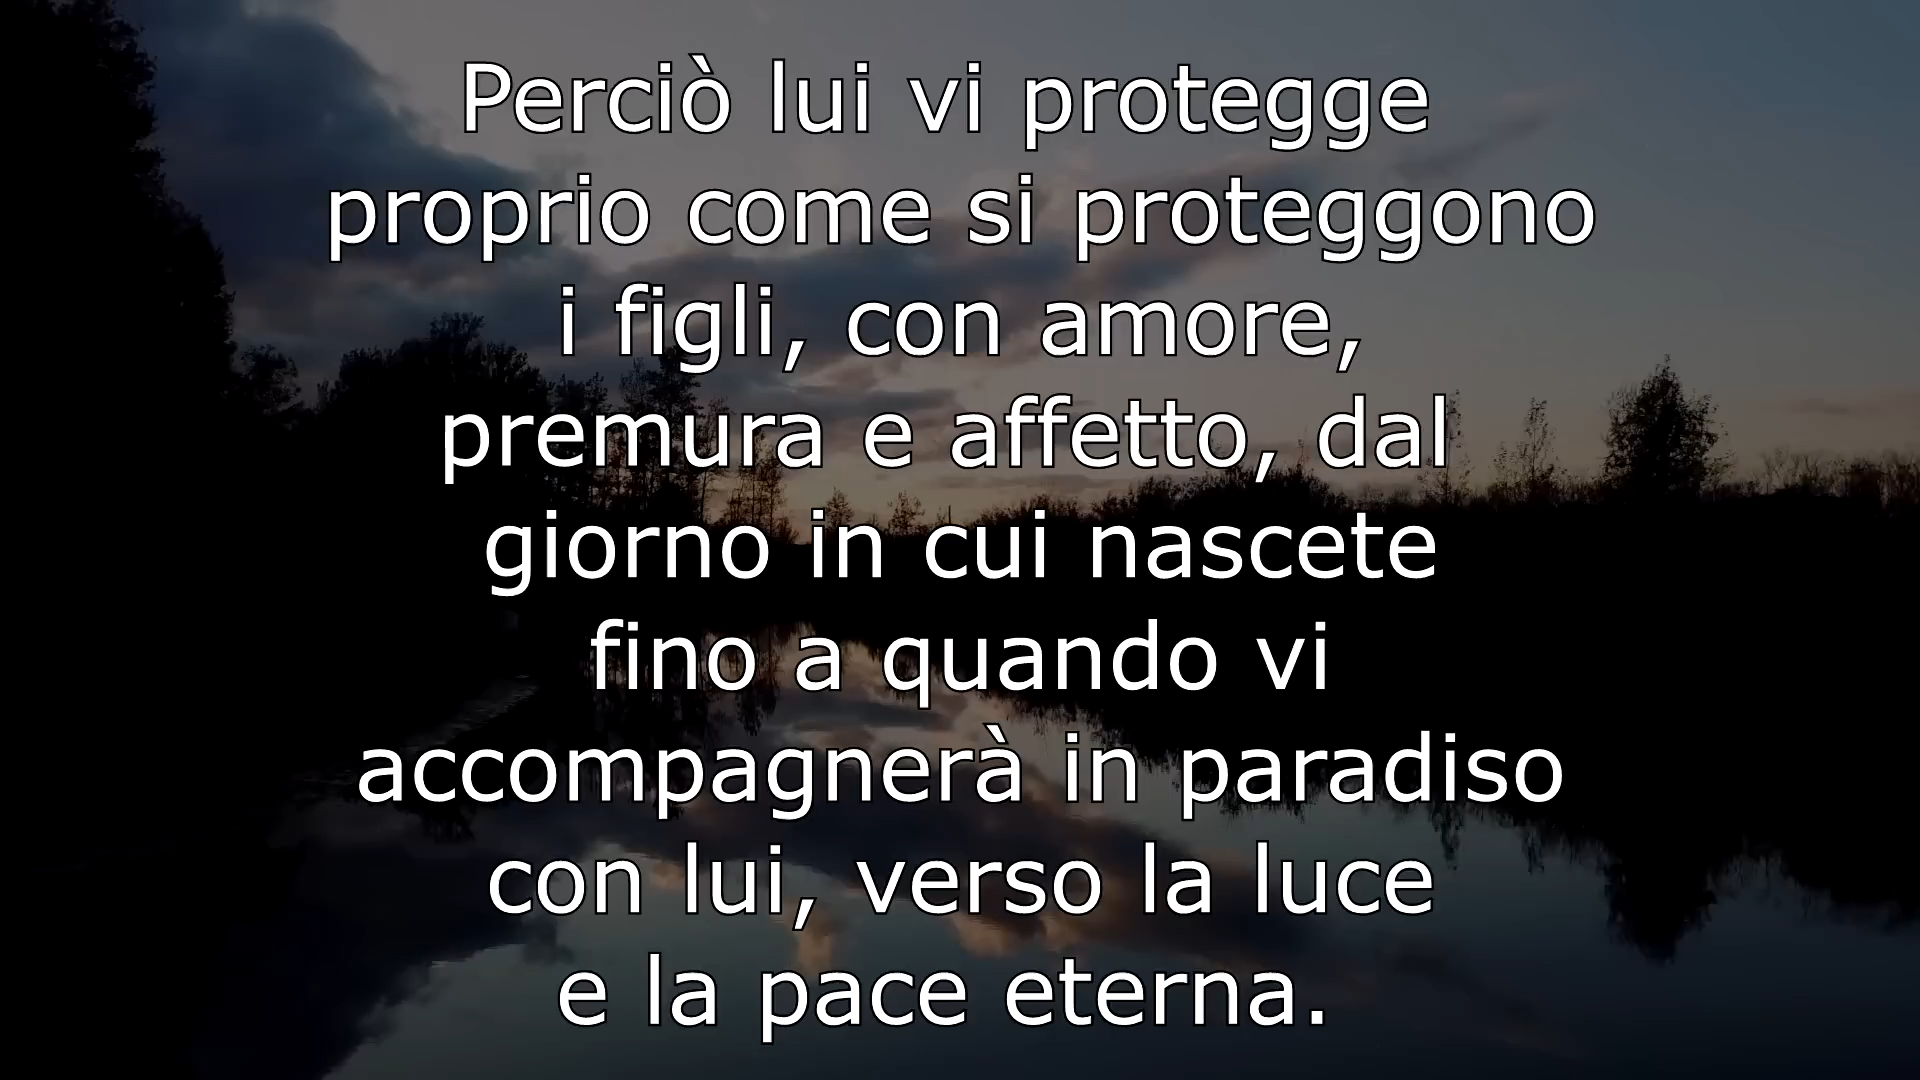 Perciò lui vi protegge
proprio come si proteggono
i figli, con amore,
premura e affetto, dal
giorno in cui nascete
fino a quando vi
accompagnerà in paradiso
con lui, verso la luce
e la pace eterna.